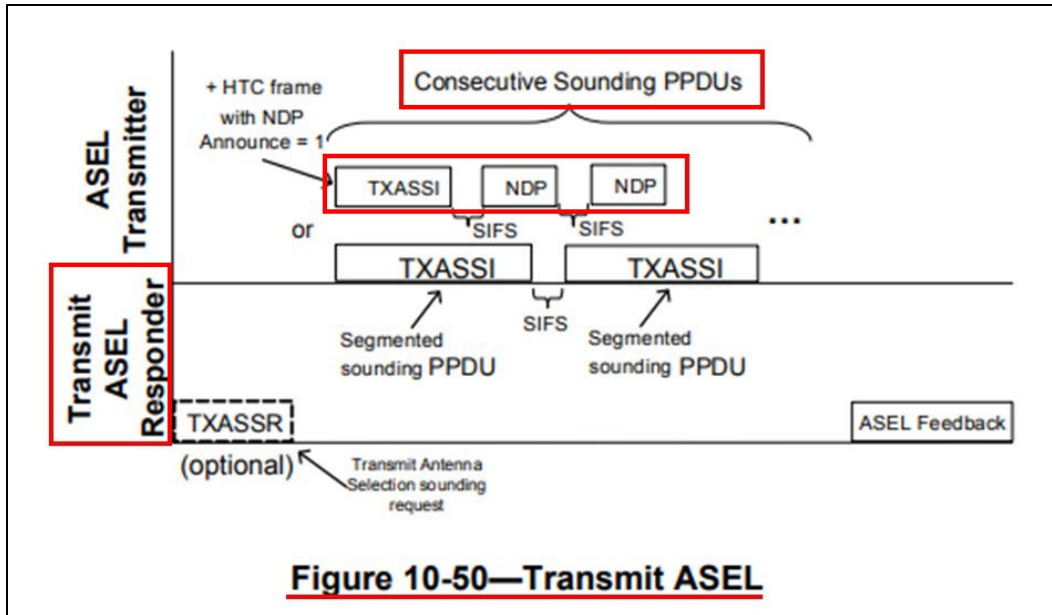 Consecutive Sounding PPDUs
+ HTC frame
with NDP
Announce = 1
ASEL
Transmitter
TXASSI
NDP
NDP
SIFS
SIFS
...
or
TXASSI
TXASSI
SIFS
Segmented
sounding PPDU
Segmented
sounding PPDU
Transmit
ASEL
Responder
TXASSR
(optional)
Transmit Antenna
Selection sounding
request
ASEL Feedback
Figure 10-50—Transmit ASEL